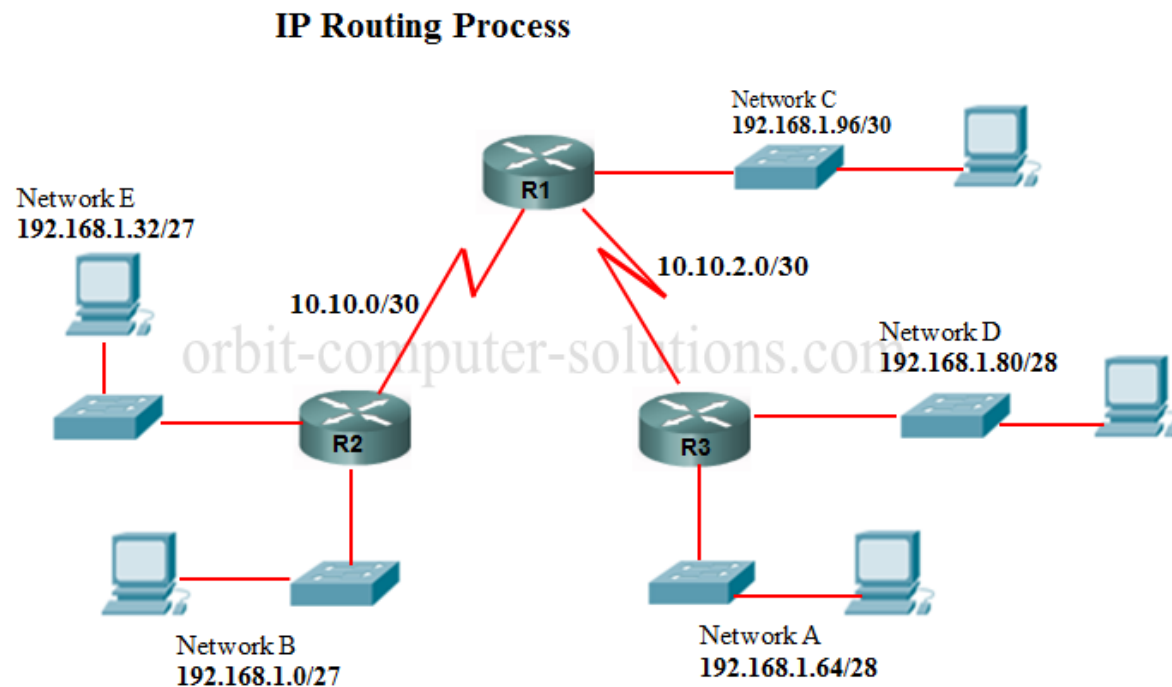 IP Routing Process
Network C
192.168.1.96/30
R1
Network E
192.168.1.32/27
10.10.2.0/30
10.10.0/30
orbit-computer-solutions.com
Network D
192.168.1.80/28
R2
R3
Network B
192.168.1.0/27
Network A
192.168.1.64/28